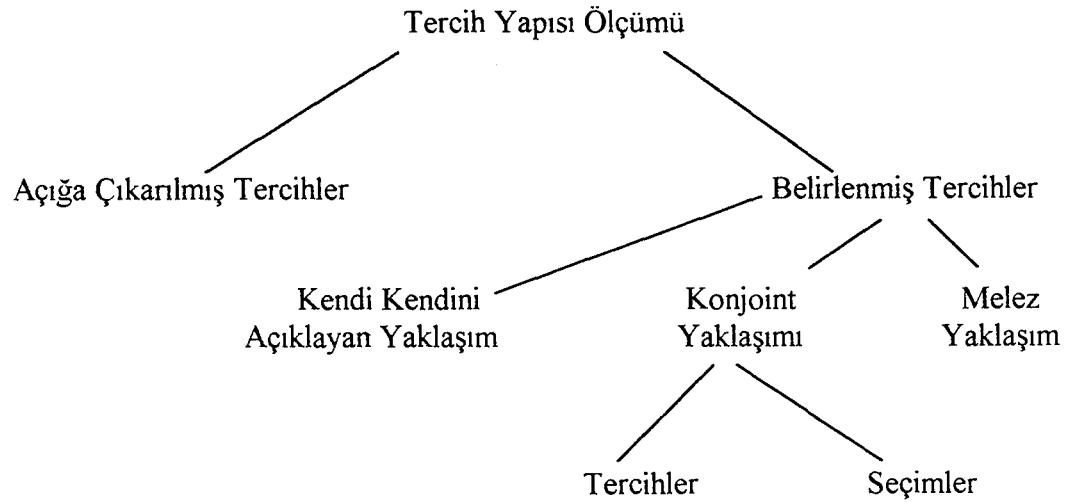 Tercih Yapısı Ölçümü
Açığa Çıkarılmış Tercihler
Belirlenmiş Tercihler
Kendi Kendini
Açıklayan Yaklaşım
Konjoint
Yaklaşımı
Melez
Yaklaşım
Tercihler
Seçimler